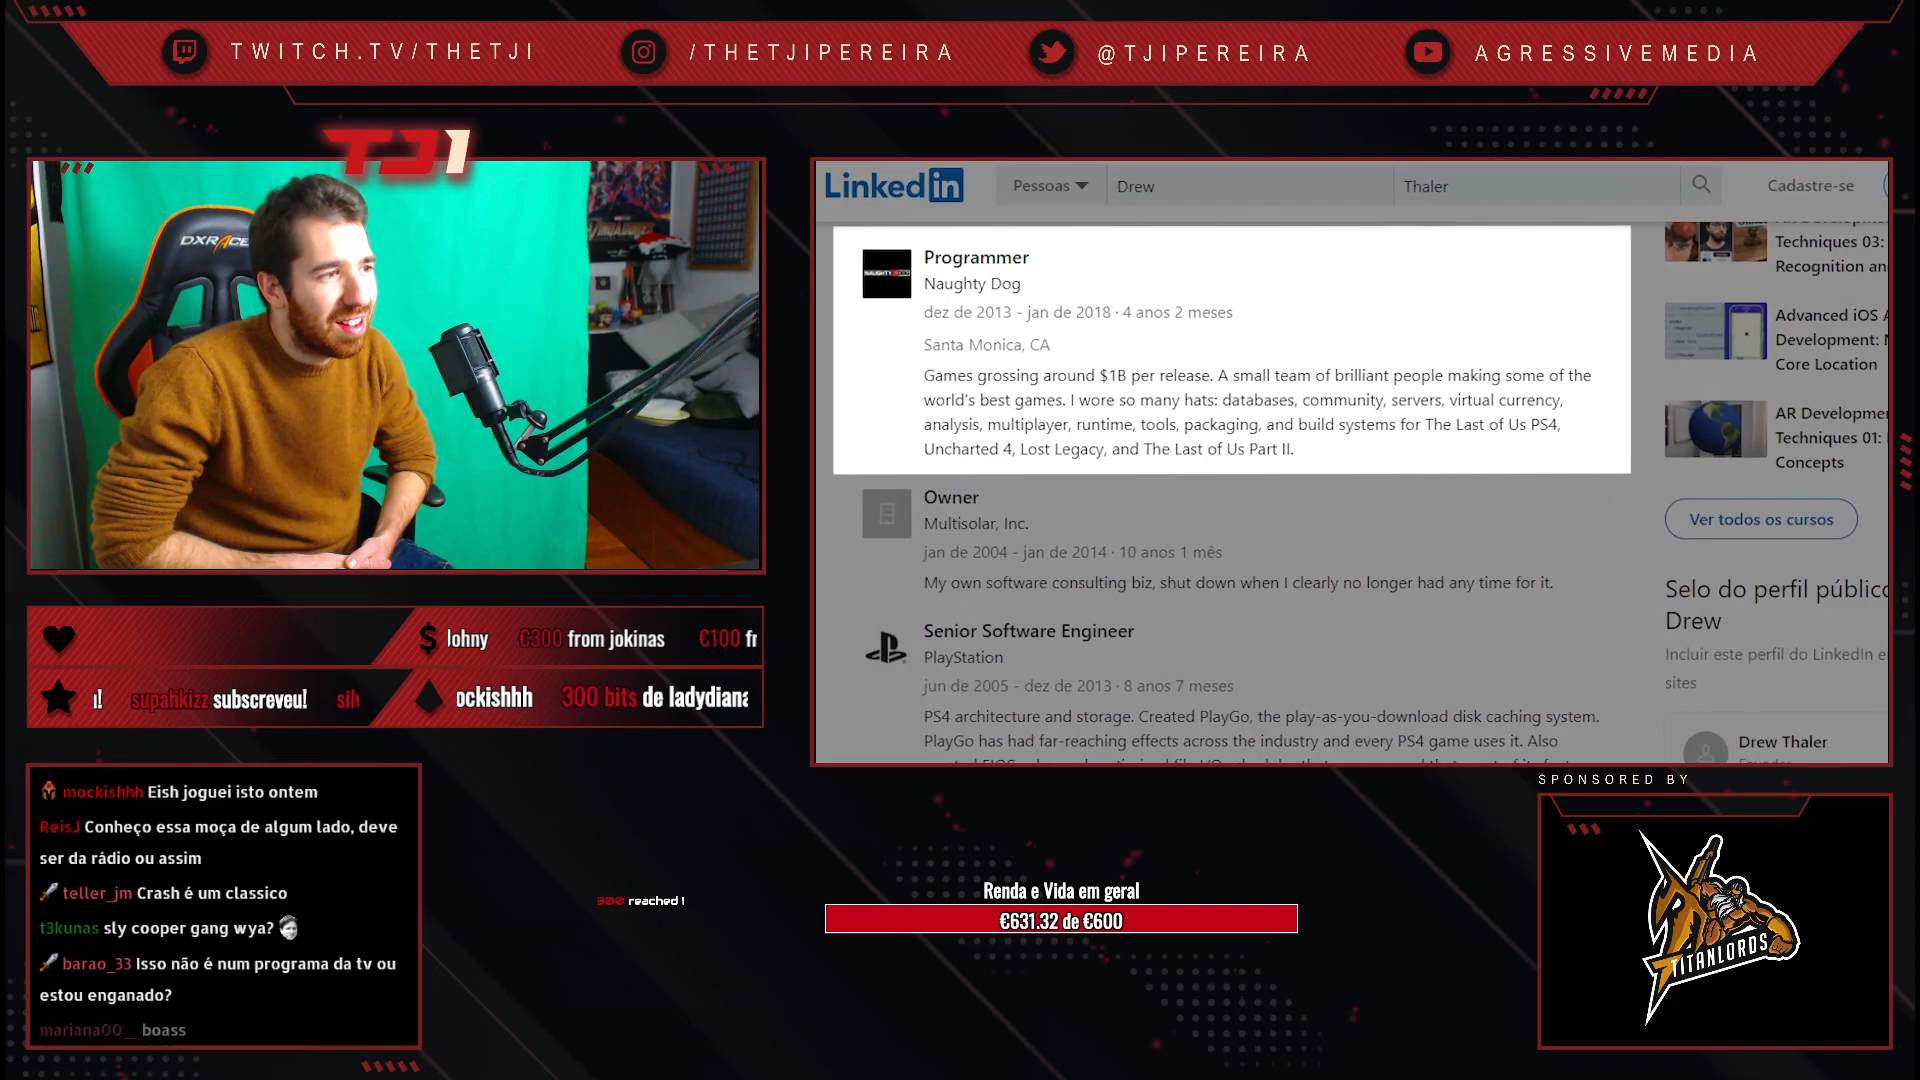 TWITCH.TV/THETJI
/THETJIPEREIRA
@TJIPEREIRA
AGRESSIVEMEDIA
TJ1
DXRACE
LinkedIn
Pessoas
Drew
Thaler
Cadastre-se
Programmer
Naughty Dog
dez de 2013 - jan de 2018 · 4 anos 2 meses
Santa Monica, CA
Games grossing around $1B per release. A small team of brilliant people making some of the
world's best games. I wore so many hats: databases, community, servers, virtual currency,
analysis, multiplayer, runtime, tools, packaging, and build systems for The Last of Us PS4,
Uncharted 4, Lost Legacy, and The Last of Us Part II.
Owner
Multisolar, Inc.
jan de 2004 - jan de 2014 · 10 anos 1 mês
My own software consulting biz, shut down when I clearly no longer had any time for it.
Senior Software Engineer
PlayStation
jun de 2005 - dez de 2013 · 8 anos 7 meses
PS4 architecture and storage. Created PlayGo, the play-as-you-download disk caching system.
PlayGo has had far-reaching effects across the industry and every PS4 game uses it. Also
Techniques 03:
Recognition an
Advanced iOS
Development:
Core Location
AR Developme
Techniques 01:
Concepts
Ver todos os cursos
Selo do perfil público
Drew
Incluir este perfil do LinkedIn e
sites
Drew Thaler
lohny €300 from jokinas €100 fr
! supahkizz subscreveu! silv
ockishhh 300 bits de ladydiana
mockishhh Eish joguei isto ontem
ReisJ Conheço essa moça de algum lado, deve
ser da rádio ou assim
teller_jm Crash é um classico
t3kunas sly cooper gang wya?
barao_33 Isso não é num programa da tv ou
estou enganado?
mariana00__ boass
300 reached !
Renda e Vida em geral
€631.32 de €600
SPONSORED BY
TITANLORDS